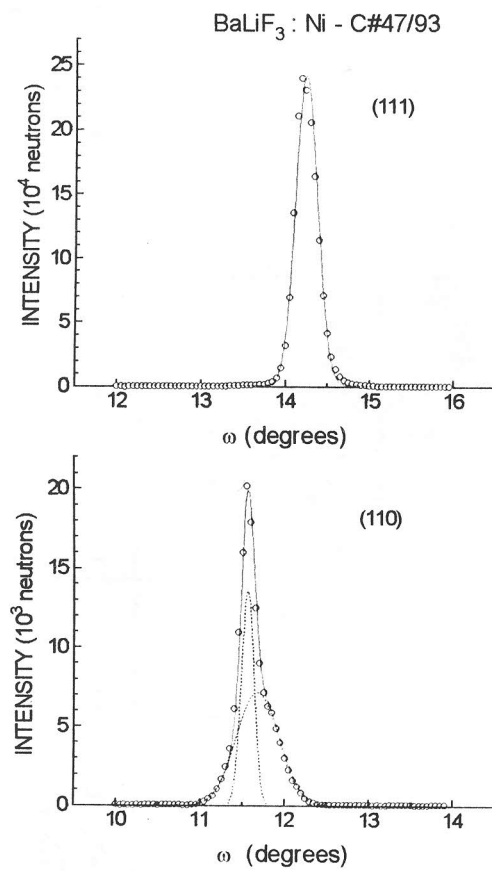 BaLiF₃ : Ni - C#47/93
(111)
INTENSITY (10⁴ neutrons)
25
20
15
10
5
0
12 13 14 15 16
ω (degrees)
(110)
INTENSITY (10³ neutrons)
20
15
10
5
0
10 11 12 13 14
ω (degrees)